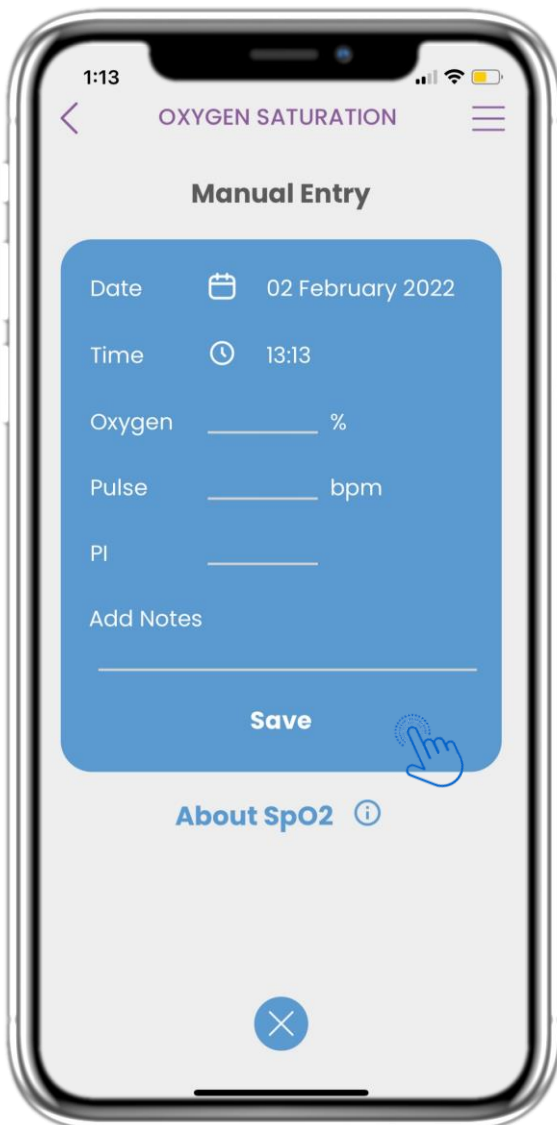 1:13
OXYGEN SATURATION
Manual Entry
Date 02 February 2022
Time 13:13
Oxygen %
Pulse bpm
PI
Add Notes
Save
About SpO2